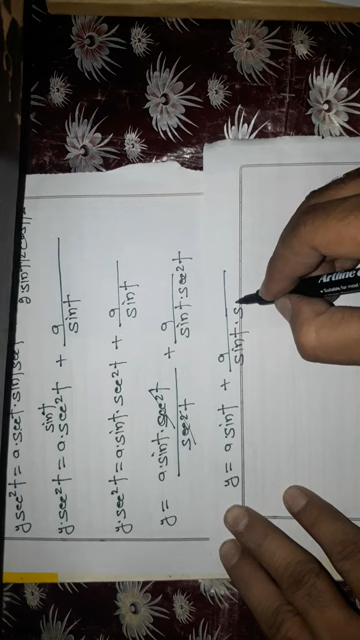 y sec²t = a. sect. sint/sect
y. sec²t = a. sec²t sint + a/sint
y. sec²t = a. sint. sec²t + a/sint
y = a. sint. sec²t/sec²t + a/sint. sec²t
y = a sint + a/sint. s
Artline